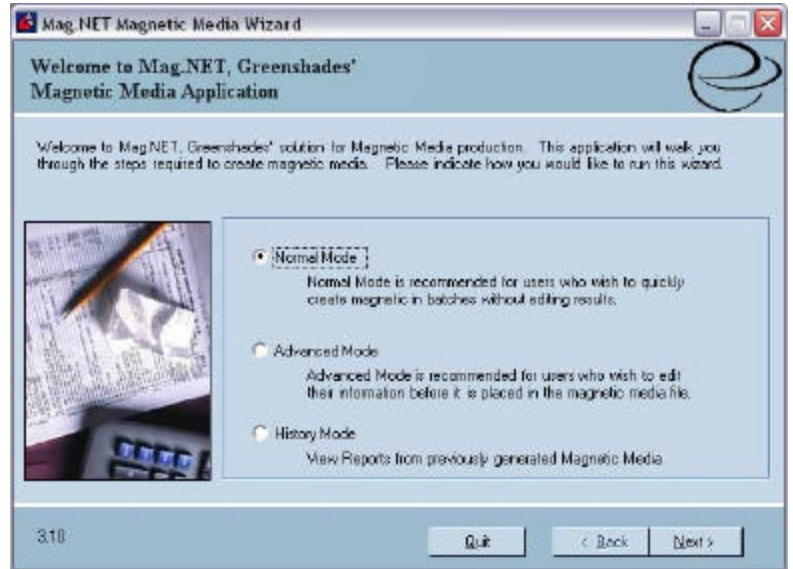 Mag.NET Magnetic Media Wizard
Welcome to Mag.NET, Greenshades'
Magnetic Media Application
Welcome to Mag.NET, Greenshades' solution for Magnetic Media production. This application will walk you
through the steps required to create magnetic media. Please indicate how you would like to run this wizard.
Normal Mode
Normal Mode is recommended for users who wish to quickly
create magnetic in batches without editing results.
Advanced Mode
Advanced Mode is recommended for users who wish to edit
their information before it is placed in the magnetic media file.
History Mode
View Reports from previously generated Magnetic Media
3.10
Quit
< Back
Next >